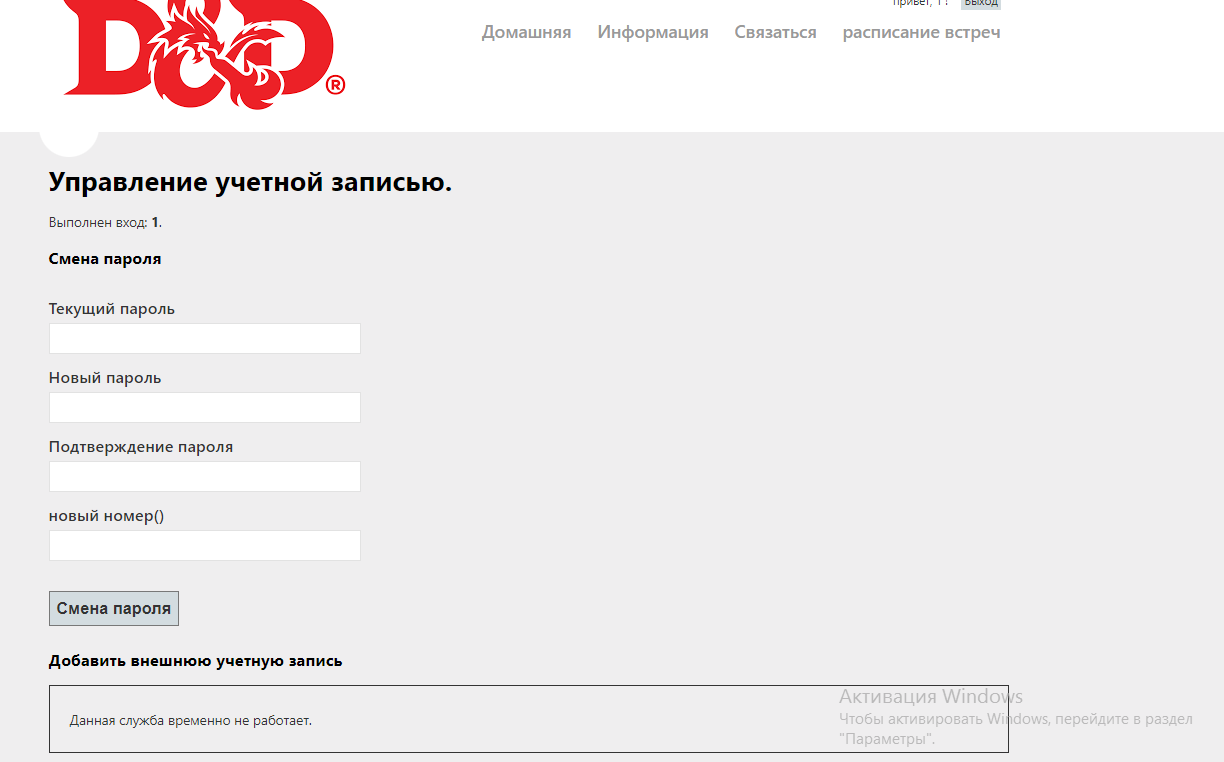 D&D®
привет, 1 ! Выход
Домашняя Информация Связаться расписание встреч
Управление учетной записью.
Выполнен вход: 1.
Смена пароля
Текущий пароль
Новый пароль
Подтверждение пароля
новый номер()
Смена пароля
Добавить внешнюю учетную запись
Данная служба временно не работает.
Активация Windows
Чтобы активировать Windows, перейдите в раздел
"Параметры".